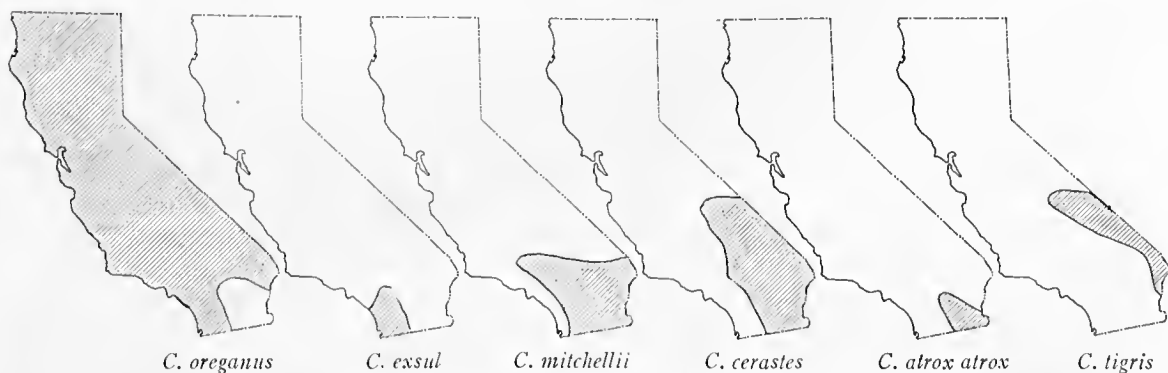 C. oreganus C. exsul C. mitchellii C. cerastes C. atrox atrox C. tigris